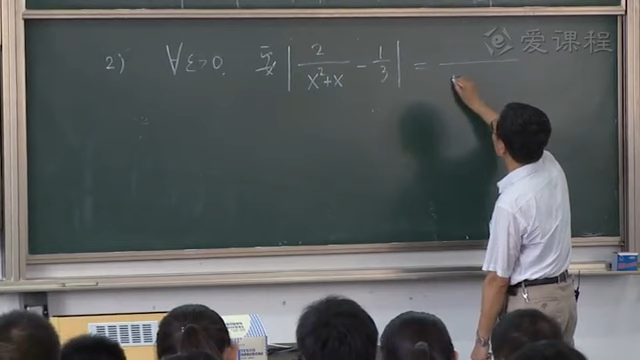 爱课程
2) ∀ε>0. 要 | 2/(x²+x) - 1/3 | =